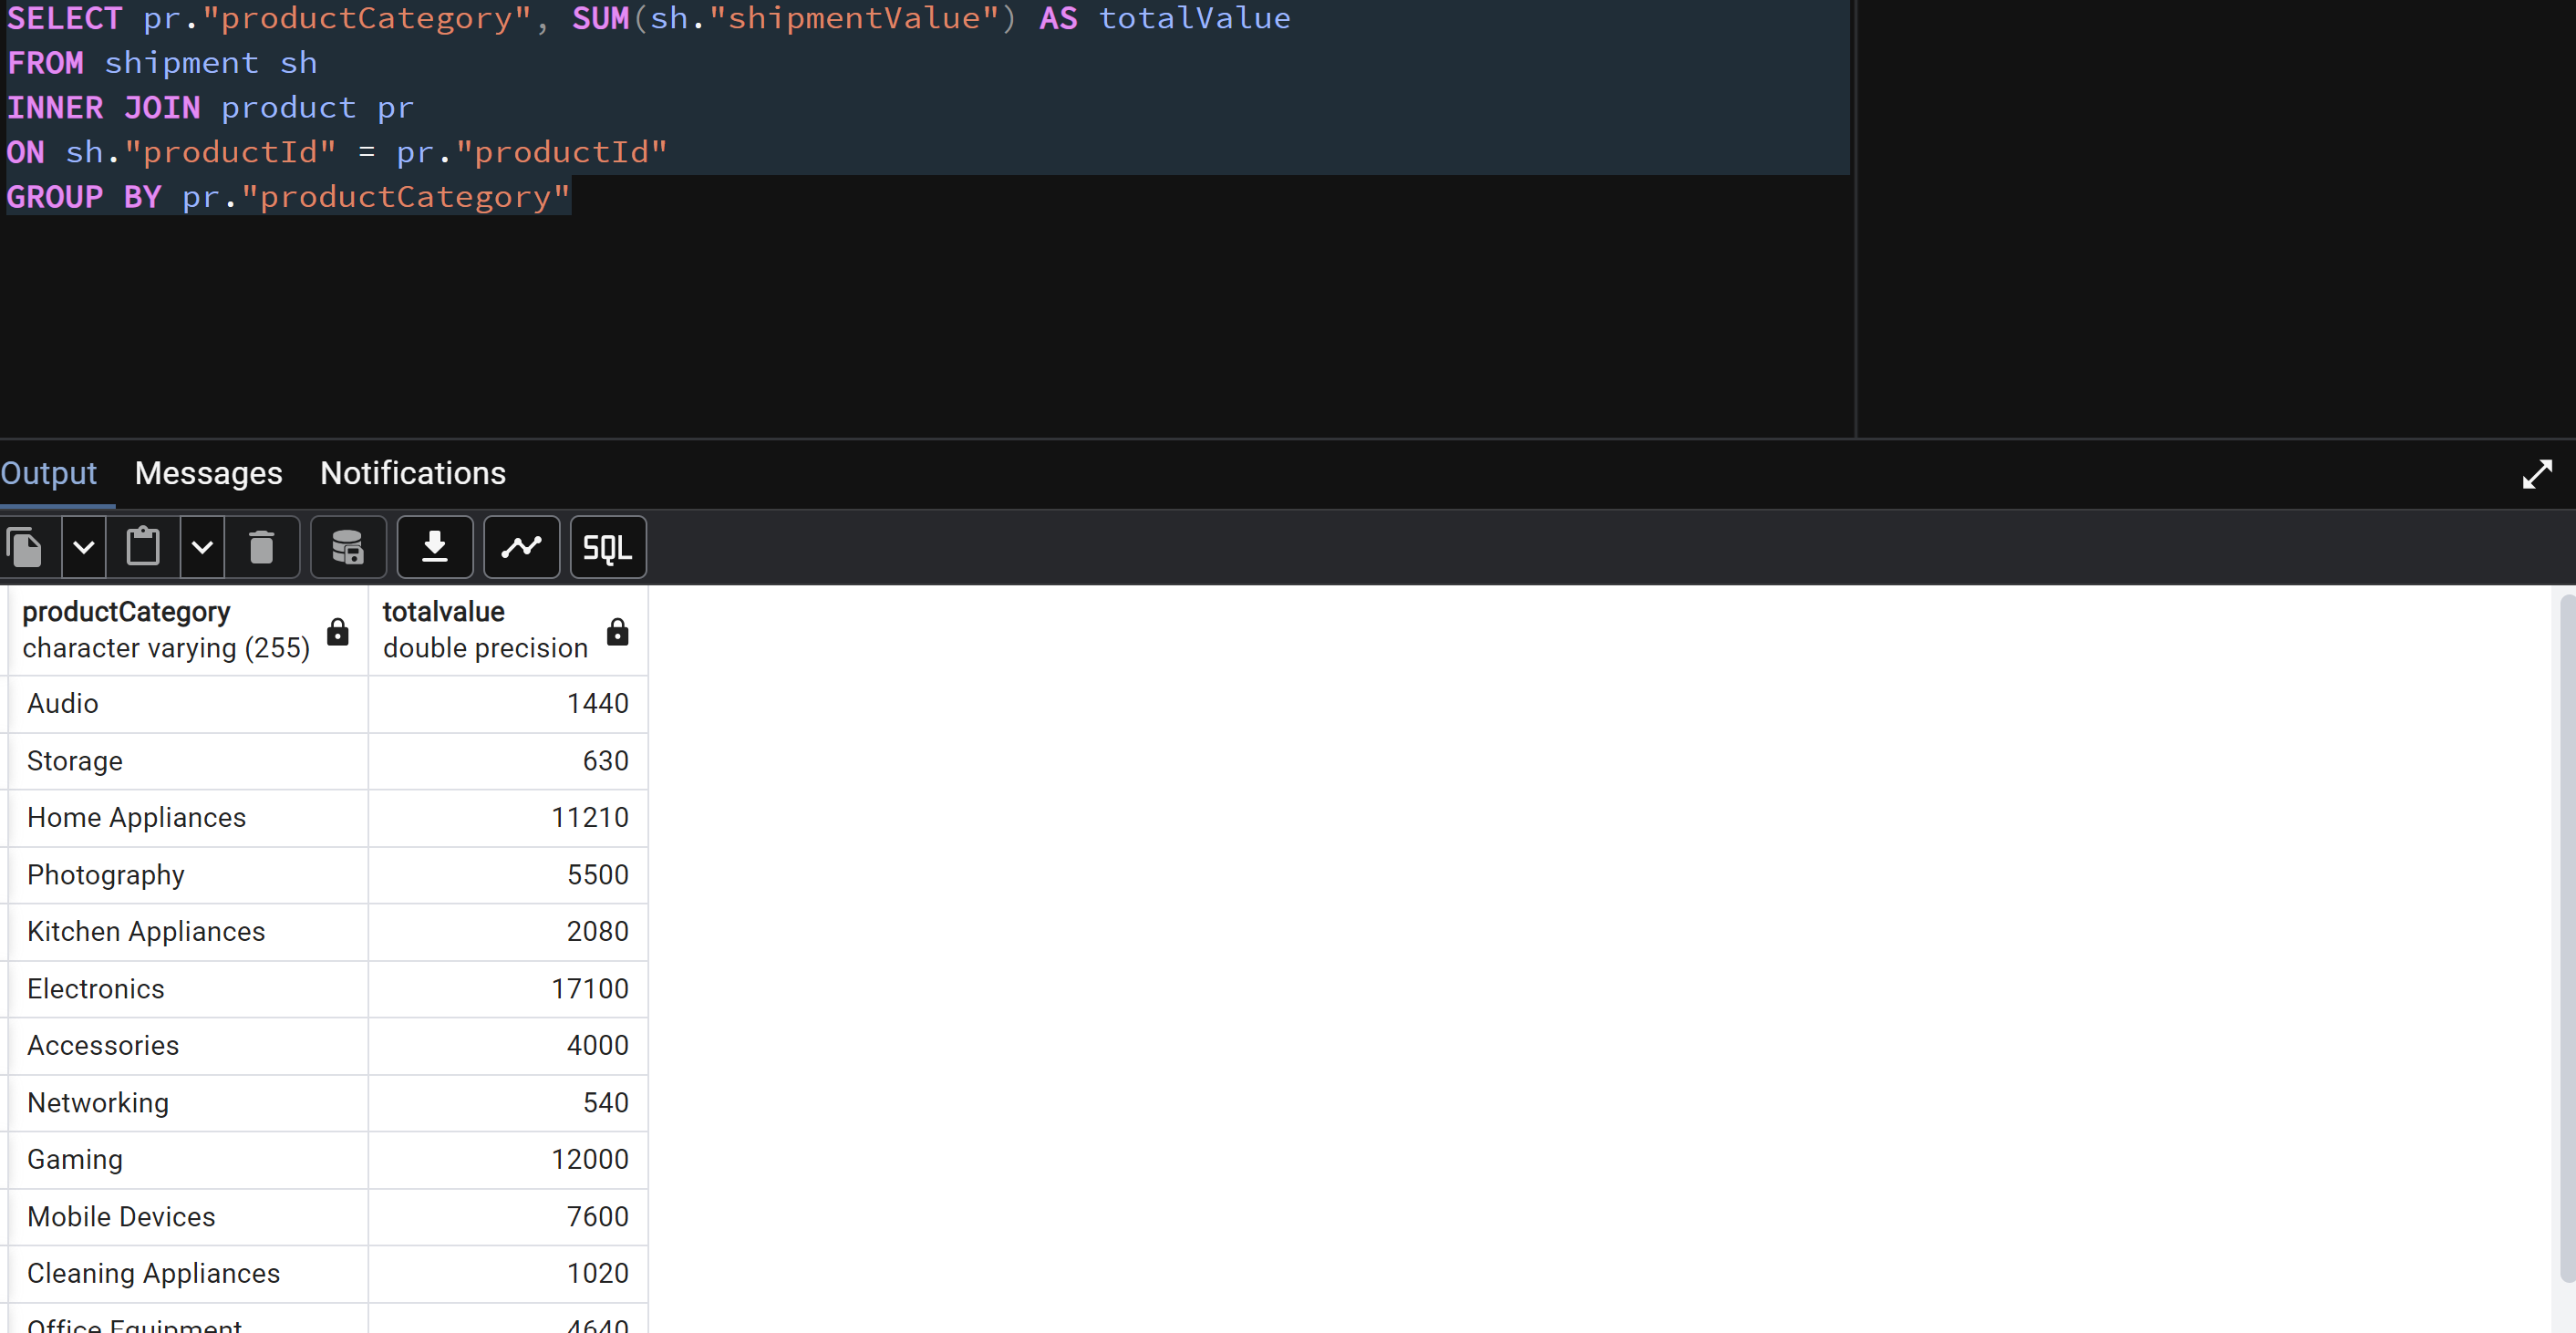 SELECT pr."productCategory", SUM(sh."shipmentValue") AS totalValue
FROM shipment sh
INNER JOIN product pr
ON sh."productId" = pr."productId"
GROUP BY pr."productCategory"
Output Messages Notifications
SQL
productCategory totalvalue
character varying (255) double precision
Audio 1440
Storage 630
Home Appliances 11210
Photography 5500
Kitchen Appliances 2080
Electronics 17100
Accessories 4000
Networking 540
Gaming 12000
Mobile Devices 7600
Cleaning Appliances 1020
Office Equipment 4640